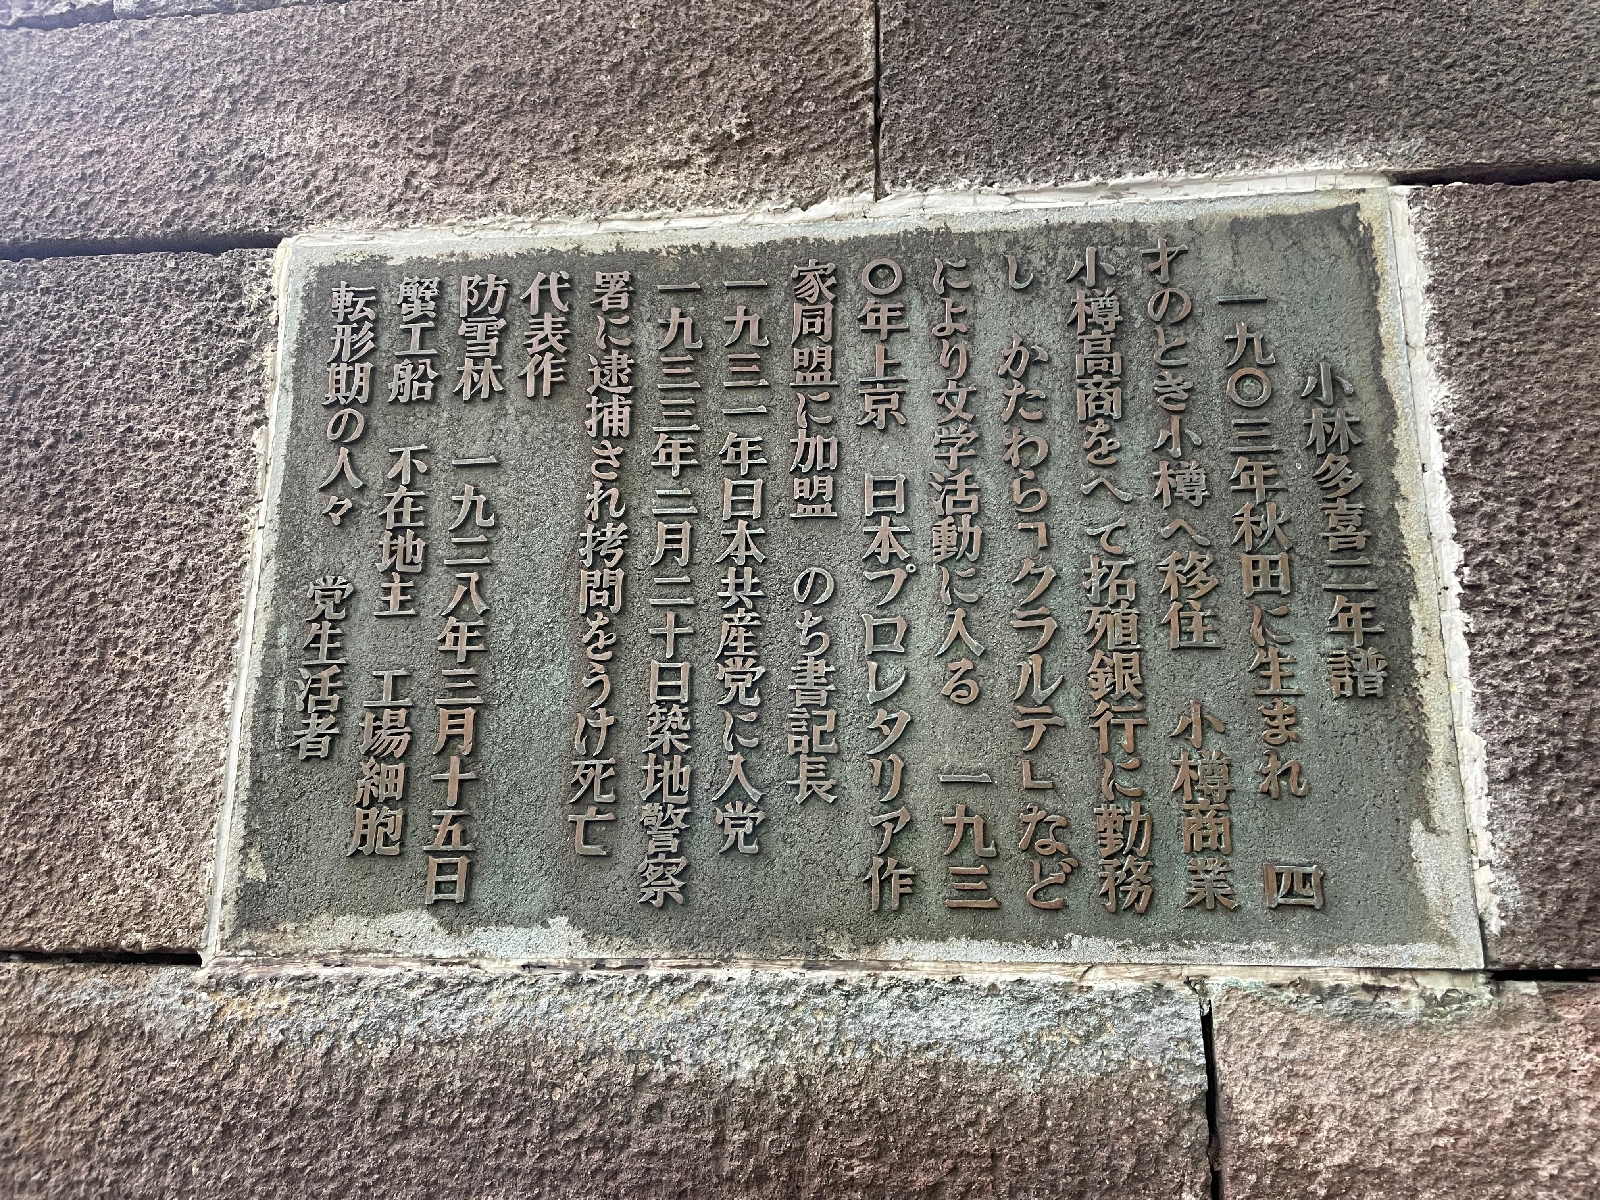 小林多喜二年譜
一九〇三年秋田に生まれ 四
才のとき小樽へ移住 小樽商業
小樽高商をへて拓殖銀行に勤務
し かたわら「クラルテ」など
により文学活動に入る 一九三
〇年上京 日本プロレタリア作
家同盟に加盟 のち書記長
一九三一年日本共産党に入党
一九三三年二月二十日築地警察
署に逮捕され拷問をうけ死亡
代表作
防雪林 一九二八年三月十五日
蟹工船 不在地主 工場細胞
転形期の人々 党生活者